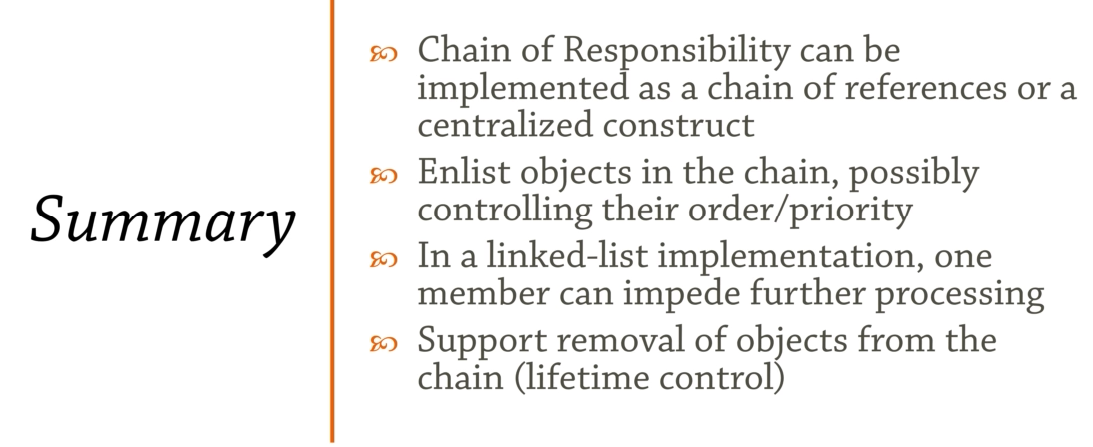 Summary
Chain of Responsibility can be
implemented as a chain of references or a
centralized construct
Enlist objects in the chain, possibly
controlling their order/priority
In a linked-list implementation, one
member can impede further processing
Support removal of objects from the
chain (lifetime control)